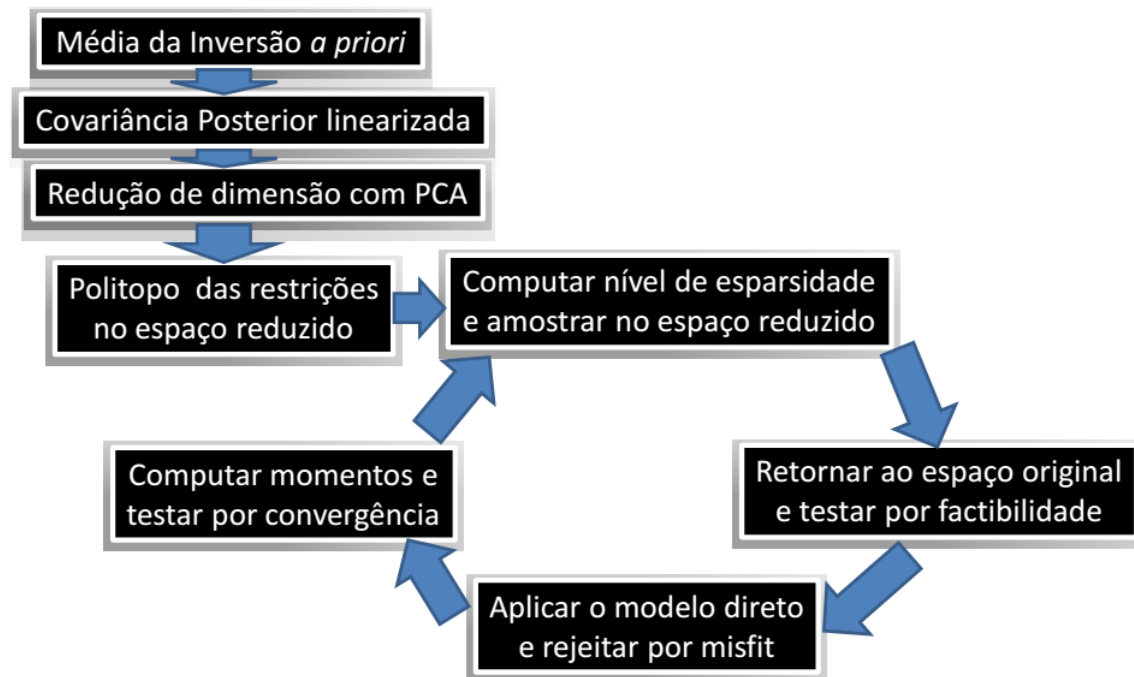 Média da Inversão a priori
Covariância Posterior linearizada
Redução de dimensão com PCA
Politopo das restrições
no espaço reduzido
Computar nível de esparsidade
e amostrar no espaço reduzido
Retornar ao espaço original
e testar por factibilidade
Aplicar o modelo direto
e rejeitar por misfit
Computar momentos e
testar por convergência